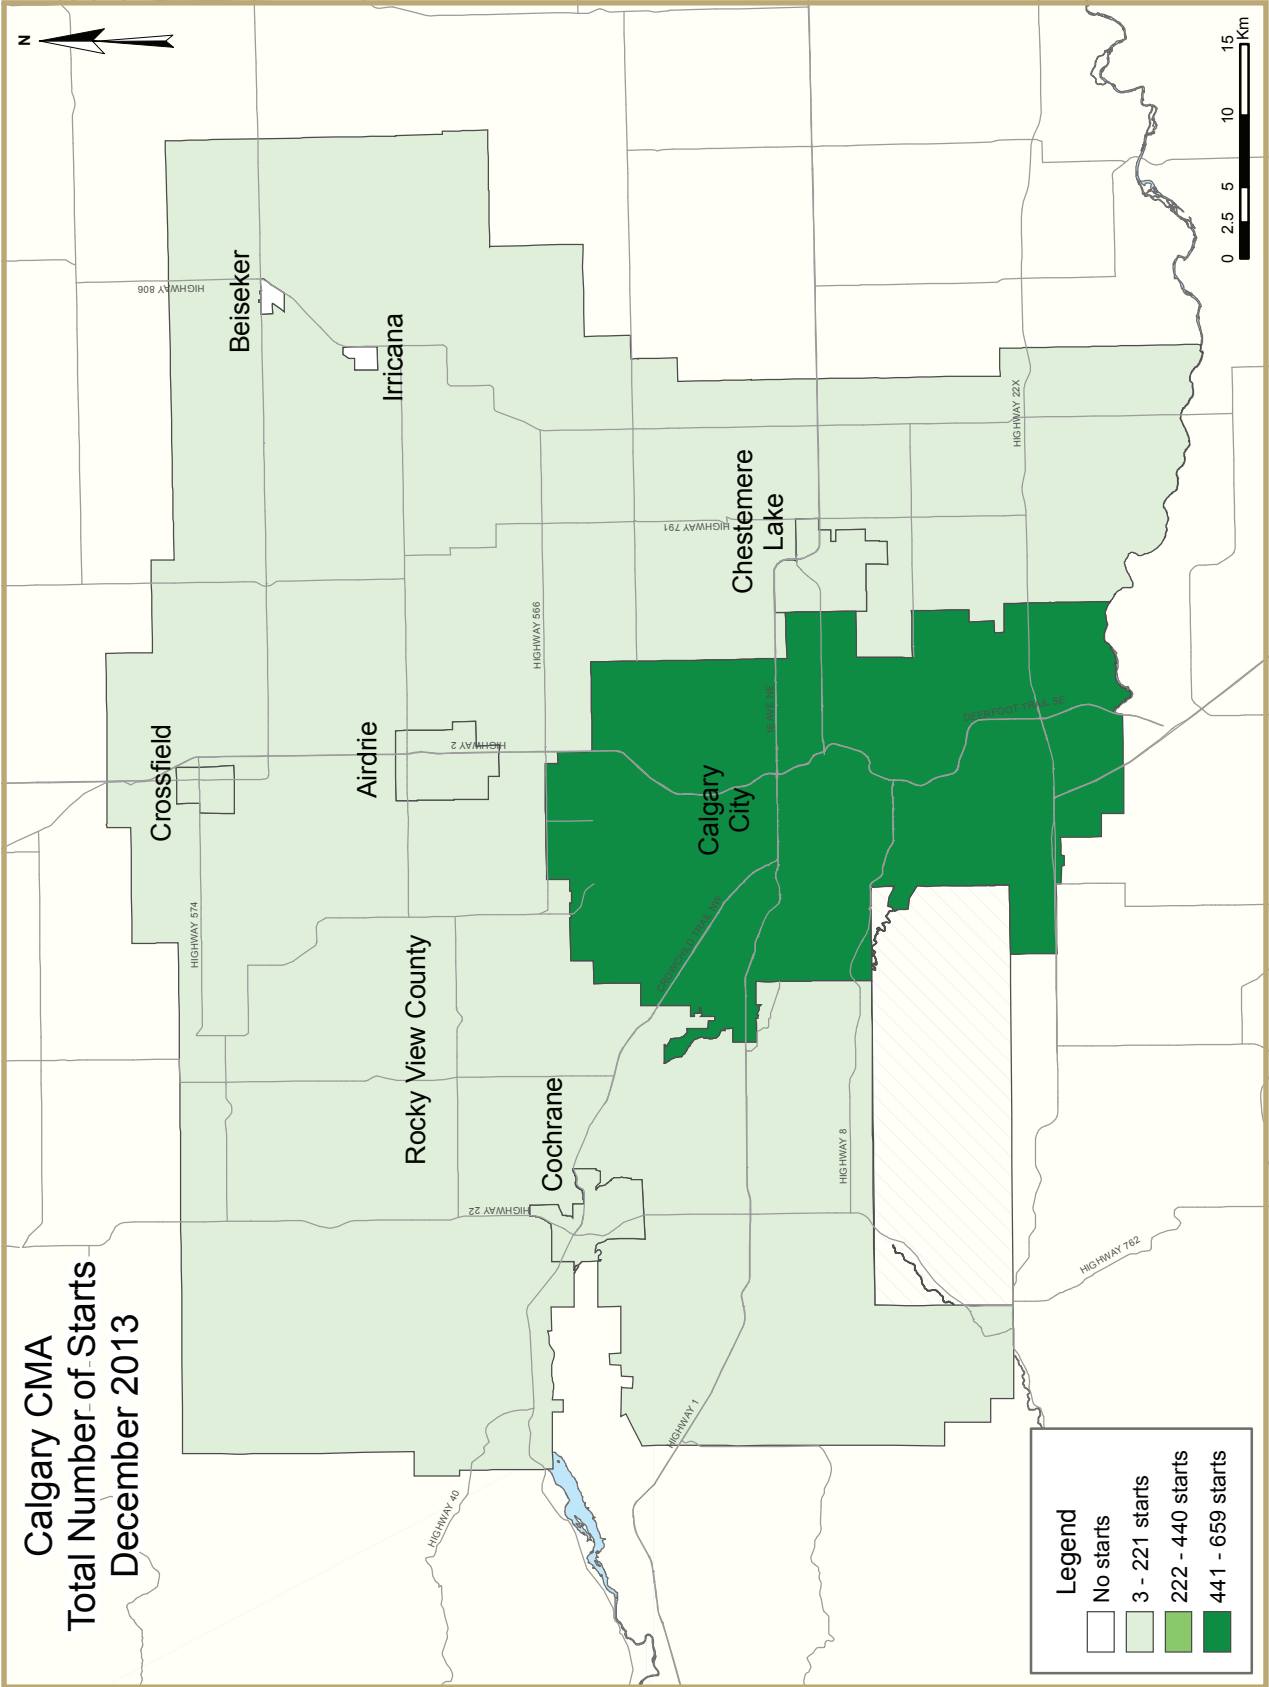 Calgary CMA
Total Number of Starts
December 2013
N
HIGHWAY 806
Beiseker
Irricana
Crossfield
HIGHWAY 574
Airdrie
HIGHWAY 2
HIGHWAY 566
Rocky View County
Cochrane
HIGHWAY 22
HIGHWAY 40
HIGHWAY 1
HIGHWAY 8
HIGHWAY 762
Calgary
City
DEERFOOT TRAIL SE
Chestemere
Lake
HIGHWAY 791
HIGHWAY 22X
Legend
No starts
3 - 221 starts
222 - 440 starts
441 - 659 starts
0 2.5 5 10 15
Km